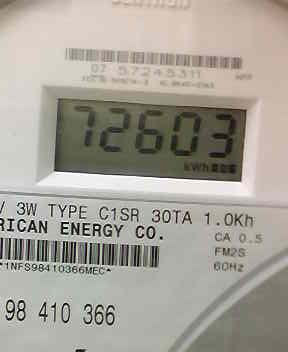 07 57245311
72603
kWh
V 3W TYPE C1SR 30TA 1.0Kh
RICAN ENERGY CO.
CA 0.5
FM2S
60Hz
*1NFS98410366MEC*
98 410 366